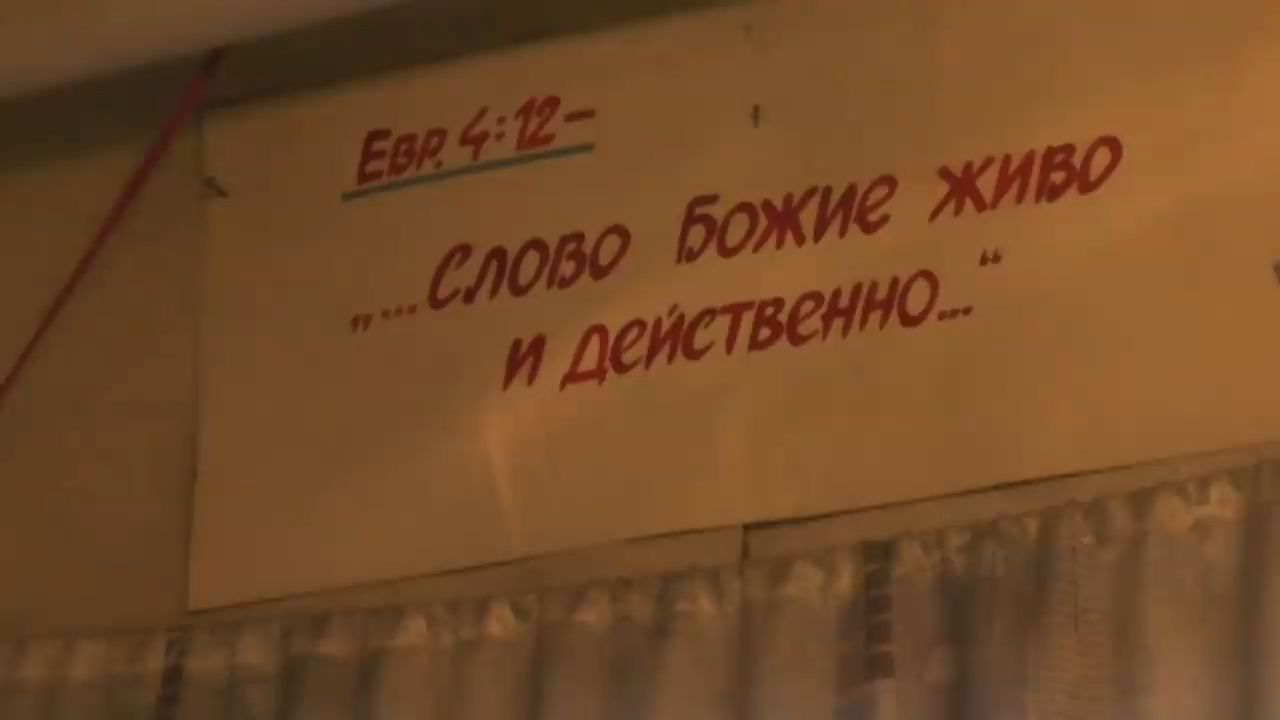 Евр. 4:12-
„...Слово Божие живо
и действенно..."